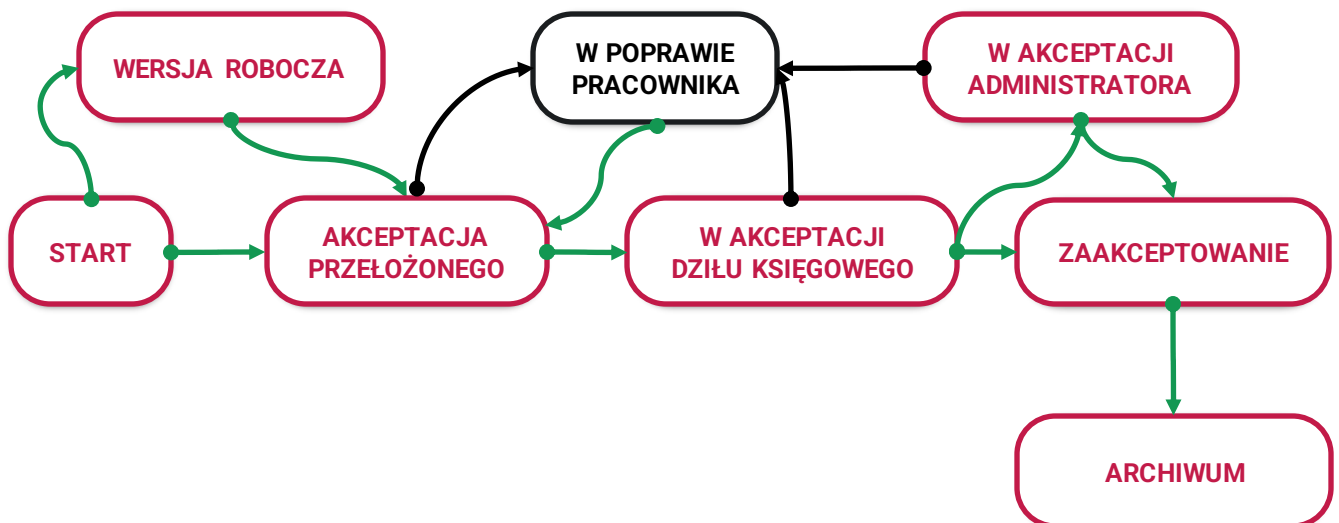 WERSJA ROBOCZA
W POPRAWIE
PRACOWNIKA
W AKCEPTACJI
ADMINISTRATORA
START
AKCEPTACJA
PRZEŁOŻONEGO
W AKCEPTACJI
DZIŁU KSIĘGOWEGO
ZAAKCEPTOWANIE
ARCHIWUM